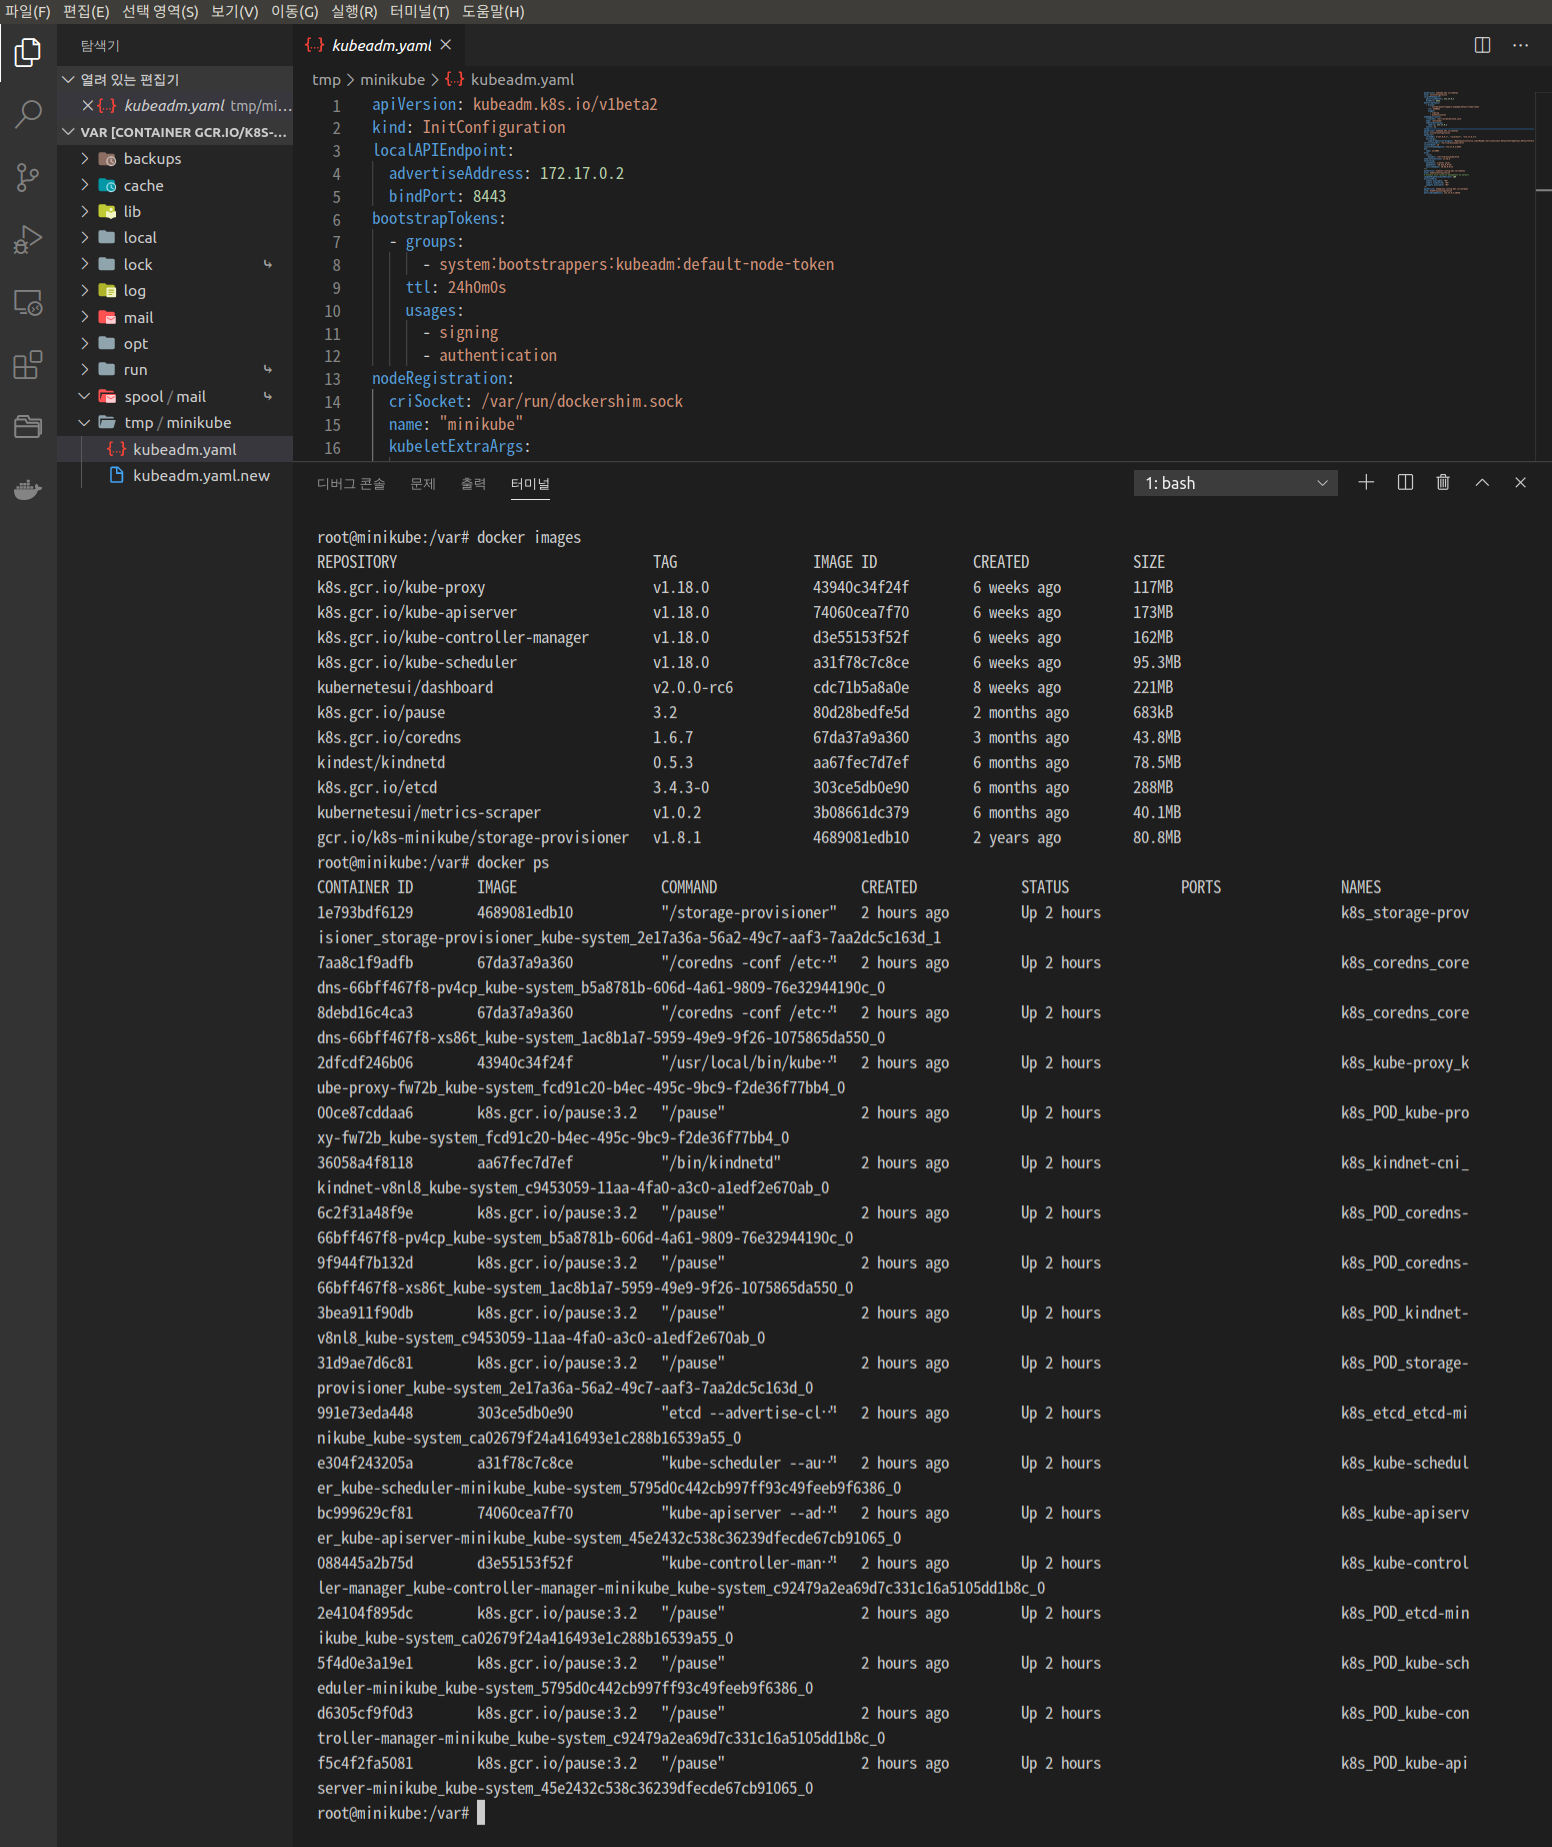 파일(F) 편집(E) 선택 영역(S) 보기(V) 이동(G) 실행(R) 터미널(T) 도움말(H)
탐색기
열려 있는 편집기
kubeadm.yaml tmp/mi...
VAR [CONTAINER GCR.IO/K8S-...
backups
cache
lib
local
lock
log
mail
opt
run
spool / mail
tmp / minikube
kubeadm.yaml
kubeadm.yaml.new
{..} kubeadm.yaml
tmp > minikube > {..} kubeadm.yaml
1 apiVersion: kubeadm.k8s.io/v1beta2
2 kind: InitConfiguration
3 localAPIEndpoint:
4 advertiseAddress: 172.17.0.2
5 bindPort: 8443
6 bootstrapTokens:
7 - groups:
8 - system:bootstrappers:kubeadm:default-node-token
9 ttl: 24h0m0s
10 usages:
11 - signing
12 - authentication
13 nodeRegistration:
14 criSocket: /var/run/dockershim.sock
15 name: "minikube"
16 kubeletExtraArgs:
디버그 콘솔 문제 출력 터미널
1: bash
root@minikube:/var# docker images
REPOSITORY TAG IMAGE ID CREATED SIZE
k8s.gcr.io/kube-proxy v1.18.0 43940c34f24f 6 weeks ago 117MB
k8s.gcr.io/kube-apiserver v1.18.0 74060cea7f70 6 weeks ago 173MB
k8s.gcr.io/kube-controller-manager v1.18.0 d3e55153f52f 6 weeks ago 162MB
k8s.gcr.io/kube-scheduler v1.18.0 a31f78c7c8ce 6 weeks ago 95.3MB
kubernetesui/dashboard v2.0.0-rc6 cdc71b5a8a0e 8 weeks ago 221MB
k8s.gcr.io/pause 3.2 80d28bedfe5d 2 months ago 683kB
k8s.gcr.io/coredns 1.6.7 67da37a9a360 3 months ago 43.8MB
kindest/kindnetd 0.5.3 aa67fec7d7ef 6 months ago 78.5MB
k8s.gcr.io/etcd 3.4.3-0 303ce5db0e90 6 months ago 288MB
kubernetesui/metrics-scraper v1.0.2 3b08661dc379 6 months ago 40.1MB
gcr.io/k8s-minikube/storage-provisioner v1.8.1 4689081edb10 2 years ago 80.8MB
root@minikube:/var# docker ps
CONTAINER ID IMAGE COMMAND CREATED STATUS PORTS NAMES
1e793bdf6129 4689081edb10 "/storage-provisioner" 2 hours ago Up 2 hours k8s_storage-prov
isioner_storage-provisioner_kube-system_2e17a36a-56a2-49c7-aaf3-7aa2dc5c163d_1
7aa8c1f9adfb 67da37a9a360 "/coredns -conf /etc…" 2 hours ago Up 2 hours k8s_coredns_core
dns-66bff467f8-pv4cp_kube-system_b5a8781b-606d-4a61-9809-76e32944190c_0
8debd16c4ca3 67da37a9a360 "/coredns -conf /etc…" 2 hours ago Up 2 hours k8s_coredns_core
dns-66bff467f8-xs86t_kube-system_1ac8b1a7-5959-49e9-9f26-1075865da550_0
2dfcdf246b06 43940c34f24f "/usr/local/bin/kube…" 2 hours ago Up 2 hours k8s_kube-proxy_k
ube-proxy-fw72b_kube-system_fcd91c20-b4ec-495c-9bc9-f2de36f77bb4_0
00ce87cddaa6 k8s.gcr.io/pause:3.2 "/pause" 2 hours ago Up 2 hours k8s_POD_kube-pro
xy-fw72b_kube-system_fcd91c20-b4ec-495c-9bc9-f2de36f77bb4_0
36058a4f8118 aa67fec7d7ef "/bin/kindnetd" 2 hours ago Up 2 hours k8s_kindnet-cni_
kindnet-v8nl8_kube-system_c9453059-11aa-4fa0-a3c0-a1edf2e670ab_0
6c2f31a48f9e k8s.gcr.io/pause:3.2 "/pause" 2 hours ago Up 2 hours k8s_POD_coredns-
66bff467f8-pv4cp_kube-system_b5a8781b-606d-4a61-9809-76e32944190c_0
9f944f7b132d k8s.gcr.io/pause:3.2 "/pause" 2 hours ago Up 2 hours k8s_POD_coredns-
66bff467f8-xs86t_kube-system_1ac8b1a7-5959-49e9-9f26-1075865da550_0
3bea911f90db k8s.gcr.io/pause:3.2 "/pause" 2 hours ago Up 2 hours k8s_POD_kindnet-
v8nl8_kube-system_c9453059-11aa-4fa0-a3c0-a1edf2e670ab_0
31d9ae7d6c81 k8s.gcr.io/pause:3.2 "/pause" 2 hours ago Up 2 hours k8s_POD_storage-
provisioner_kube-system_2e17a36a-56a2-49c7-aaf3-7aa2dc5c163d_0
991e73eda448 303ce5db0e90 "etcd --advertise-cl…" 2 hours ago Up 2 hours k8s_etcd_etcd-mi
nikube_kube-system_ca02679f24a416493e1c288b16539a55_0
e304f243205a a31f78c7c8ce "kube-scheduler --au…" 2 hours ago Up 2 hours k8s_kube-schedul
er_kube-scheduler-minikube_kube-system_5795d0c442cb997ff93c49feeb9f6386_0
bc999629cf81 74060cea7f70 "kube-apiserver --ad…" 2 hours ago Up 2 hours k8s_kube-apiserv
er_kube-apiserver-minikube_kube-system_45e2432c538c36239dfecde67cb91065_0
088445a2b75d d3e55153f52f "kube-controller-man…" 2 hours ago Up 2 hours k8s_kube-control
ler-manager_kube-controller-manager-minikube_kube-system_c92479a2ea69d7c331c16a5105dd1b8c_0
2e4104f895dc k8s.gcr.io/pause:3.2 "/pause" 2 hours ago Up 2 hours k8s_POD_etcd-min
ikube_kube-system_ca02679f24a416493e1c288b16539a55_0
5f4d0e3a19e1 k8s.gcr.io/pause:3.2 "/pause" 2 hours ago Up 2 hours k8s_POD_kube-sch
eduler-minikube_kube-system_5795d0c442cb997ff93c49feeb9f6386_0
d6305cf9f0d3 k8s.gcr.io/pause:3.2 "/pause" 2 hours ago Up 2 hours k8s_POD_kube-con
troller-manager-minikube_kube-system_c92479a2ea69d7c331c16a5105dd1b8c_0
f5c4f2fa5081 k8s.gcr.io/pause:3.2 "/pause" 2 hours ago Up 2 hours k8s_POD_kube-api
server-minikube_kube-system_45e2432c538c36239dfecde67cb91065_0
root@minikube:/var#